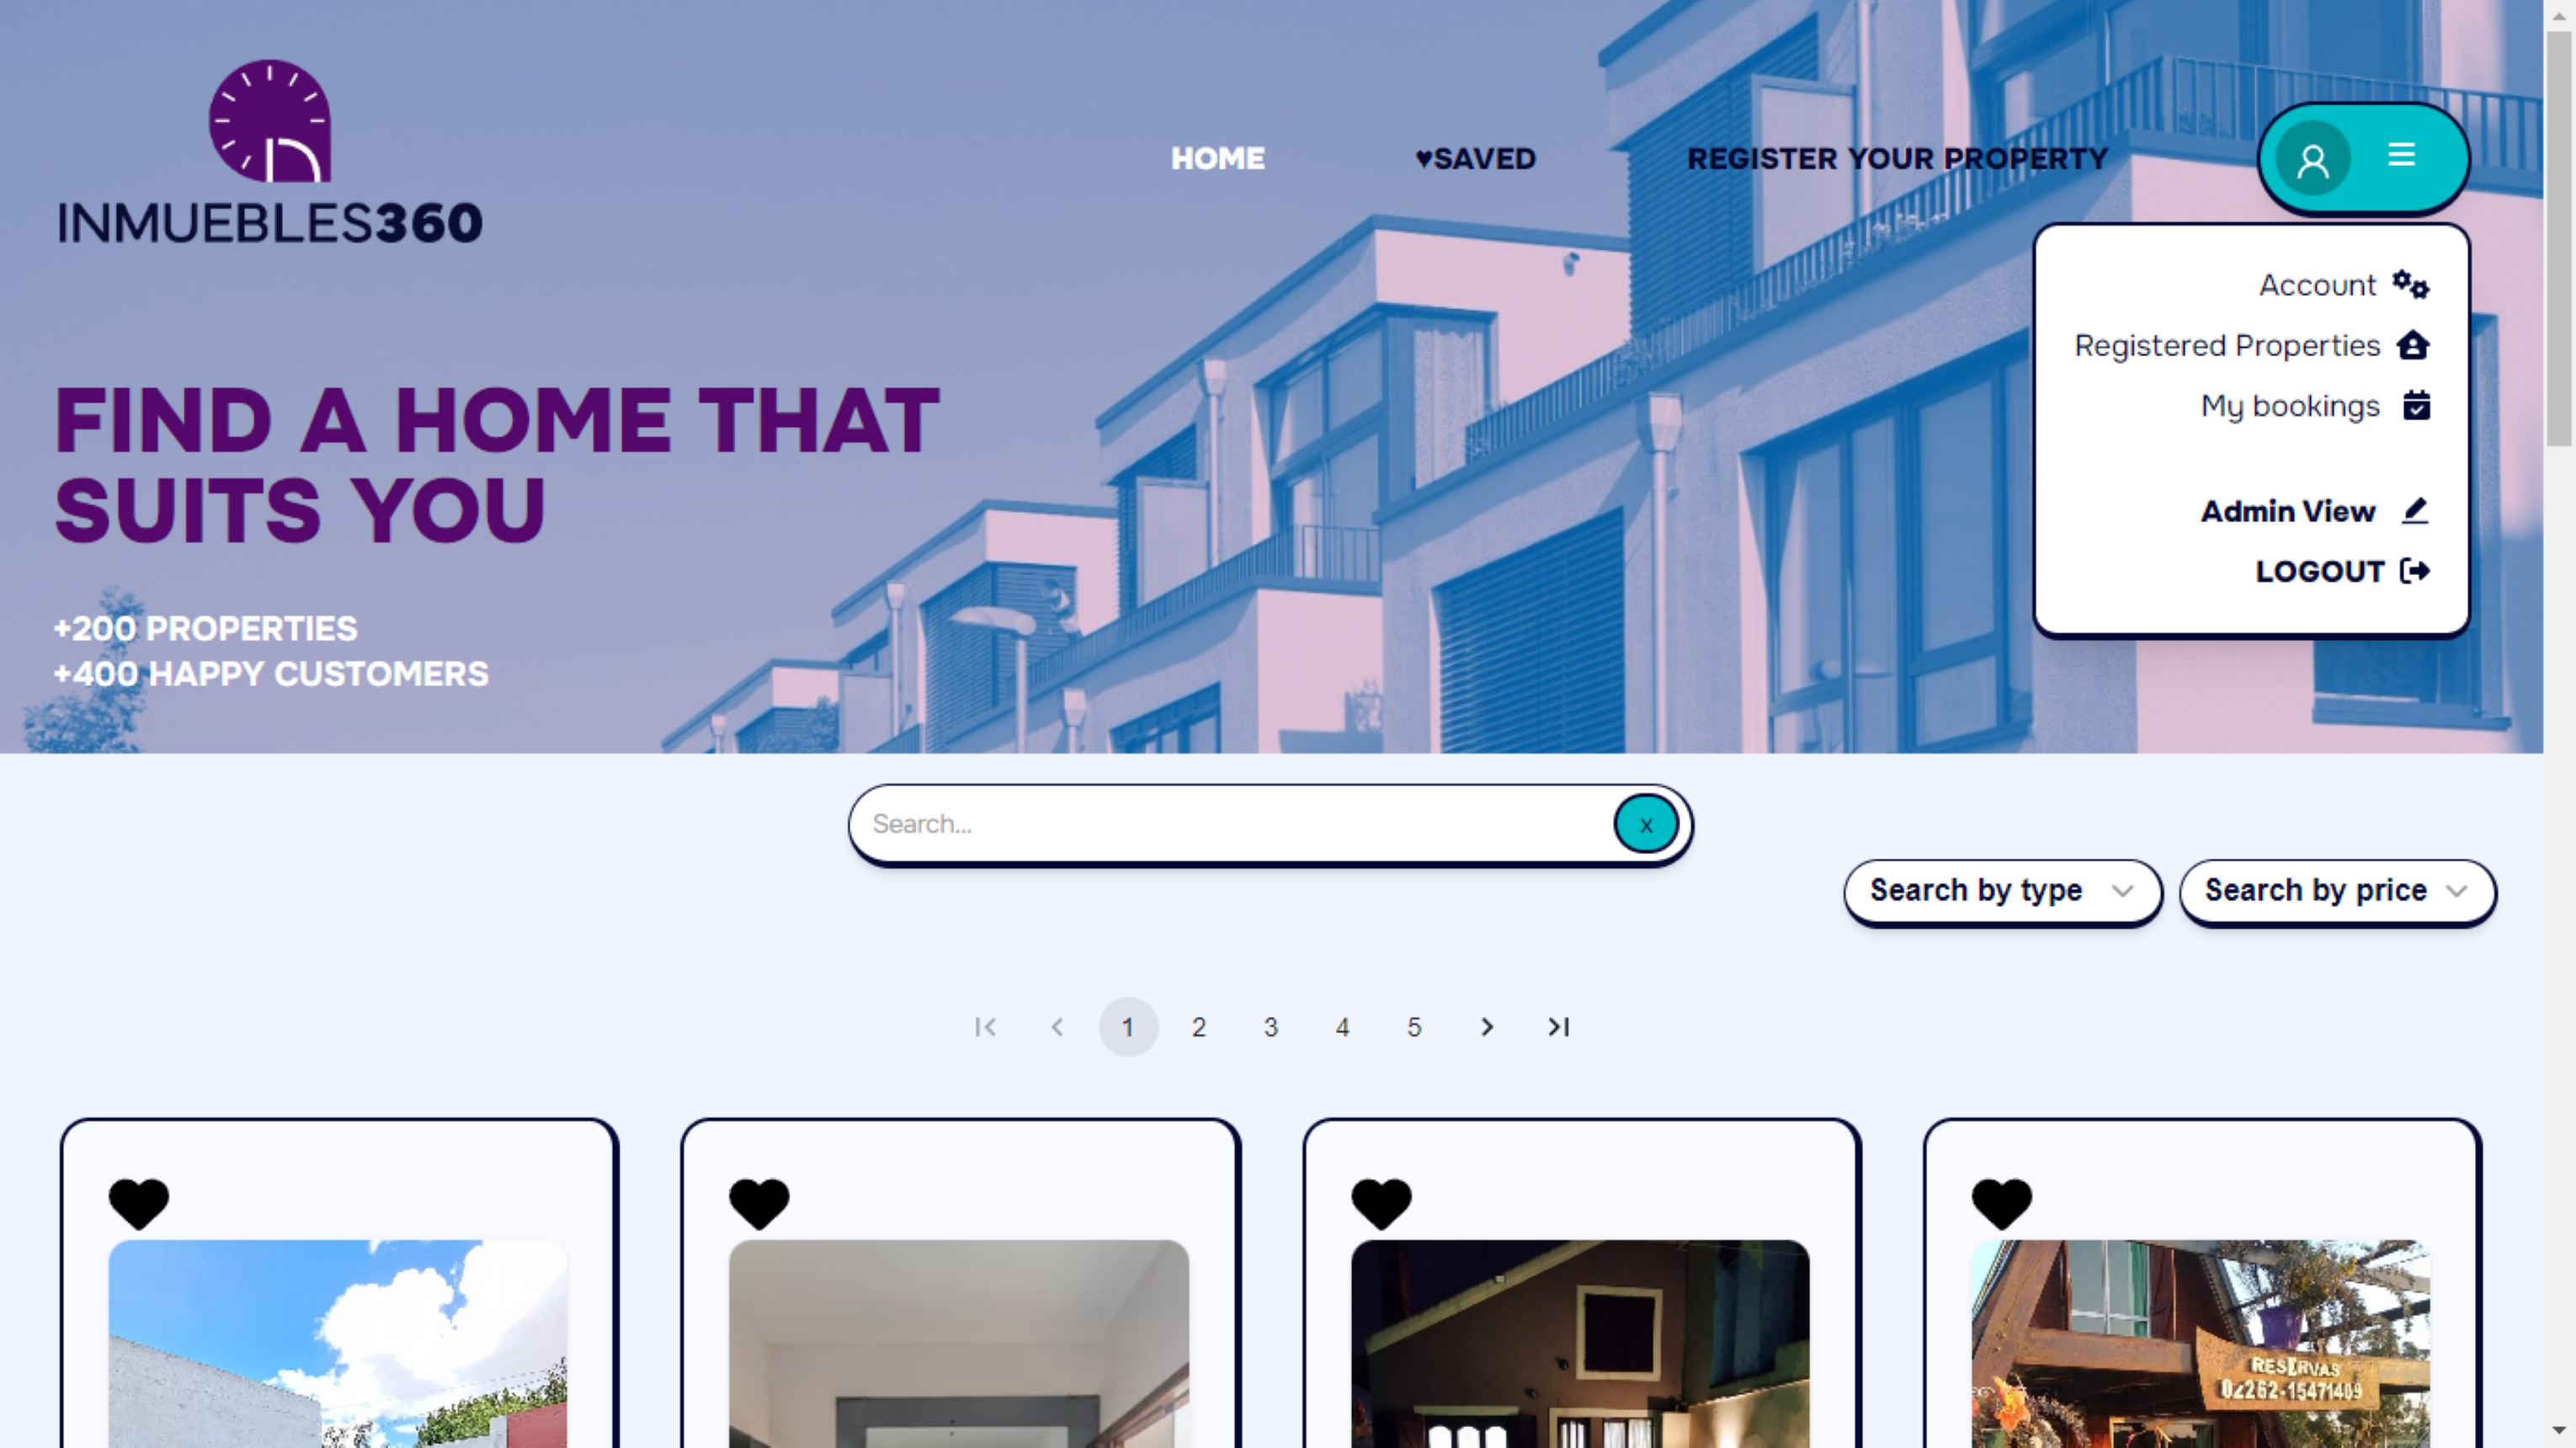 INMUEBLES360
HOME
♥SAVED
REGISTER YOUR PROPERTY
Account
Registered Properties
My bookings
Admin View
LOGOUT
FIND A HOME THAT
SUITS YOU
+200 PROPERTIES
+400 HAPPY CUSTOMERS
Search...
x
Search by type
Search by price
1 2 3 4 5
RESERVAS
02262-15471409